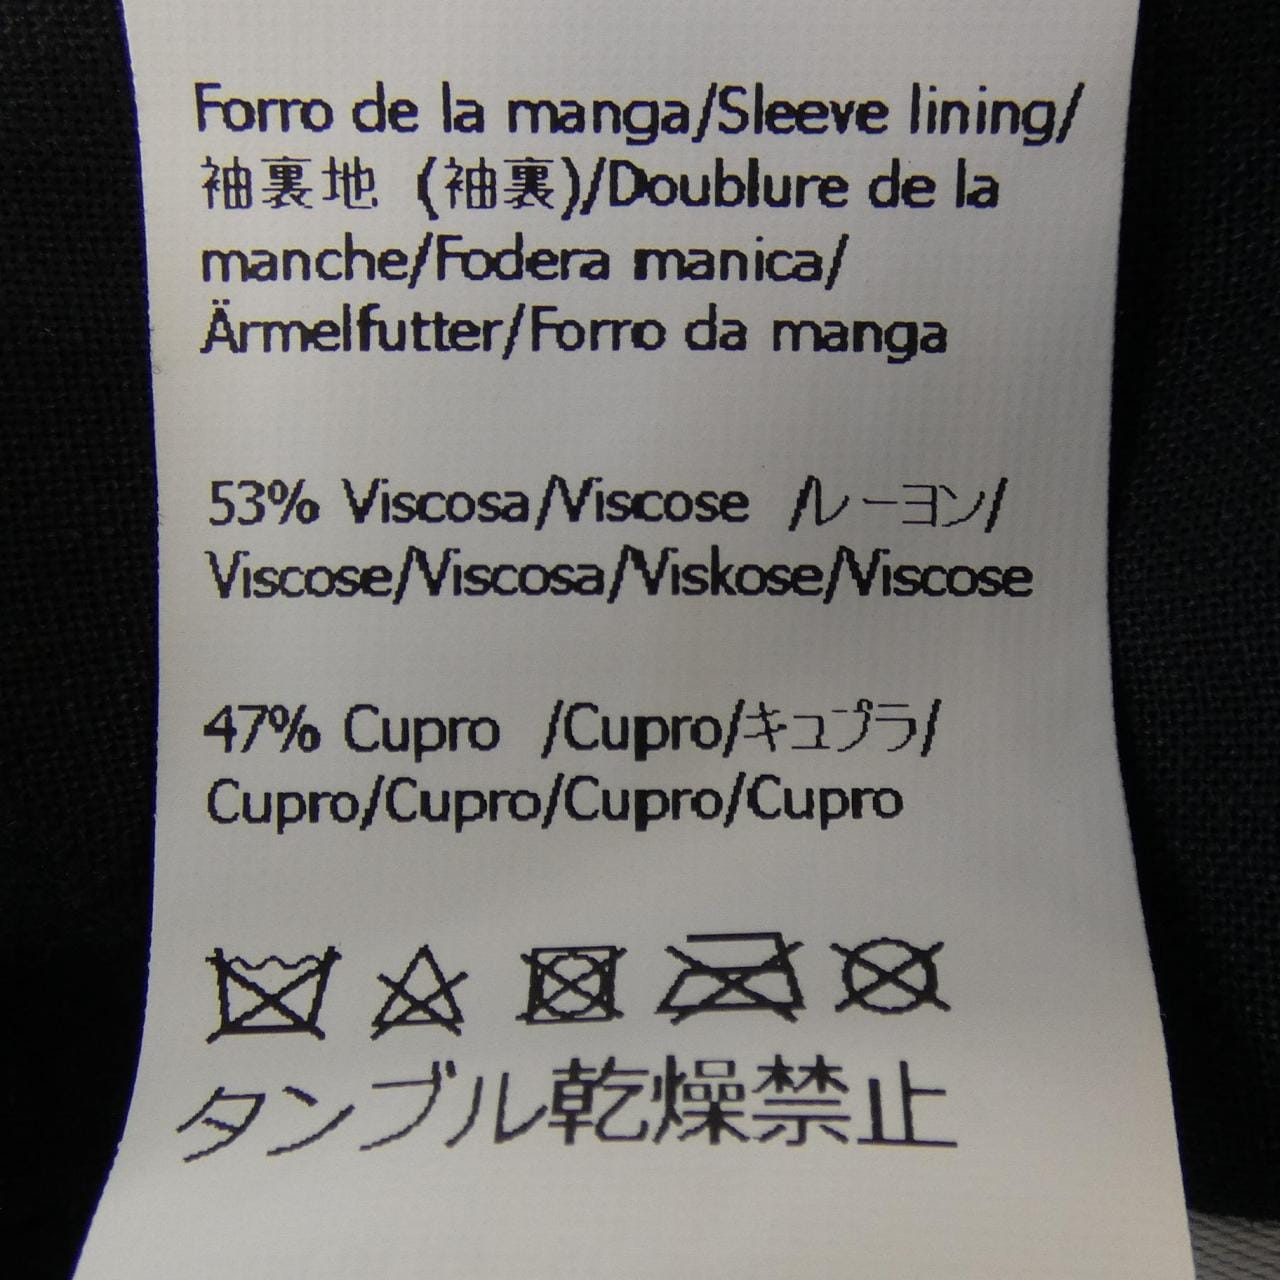 Forro de la manga/Sleeve lining/
袖裏地 (袖裏)/Doublure de la
manche/Fodera manica/
Ärmelfutter/Forro da manga
53% Viscosa/Viscose /レーヨン/
Viscose/Viscosa/Viskose/Viscose
47% Cupro /Cupro/キュプラ/
Cupro/Cupro/Cupro/Cupro
タンブル乾燥禁止